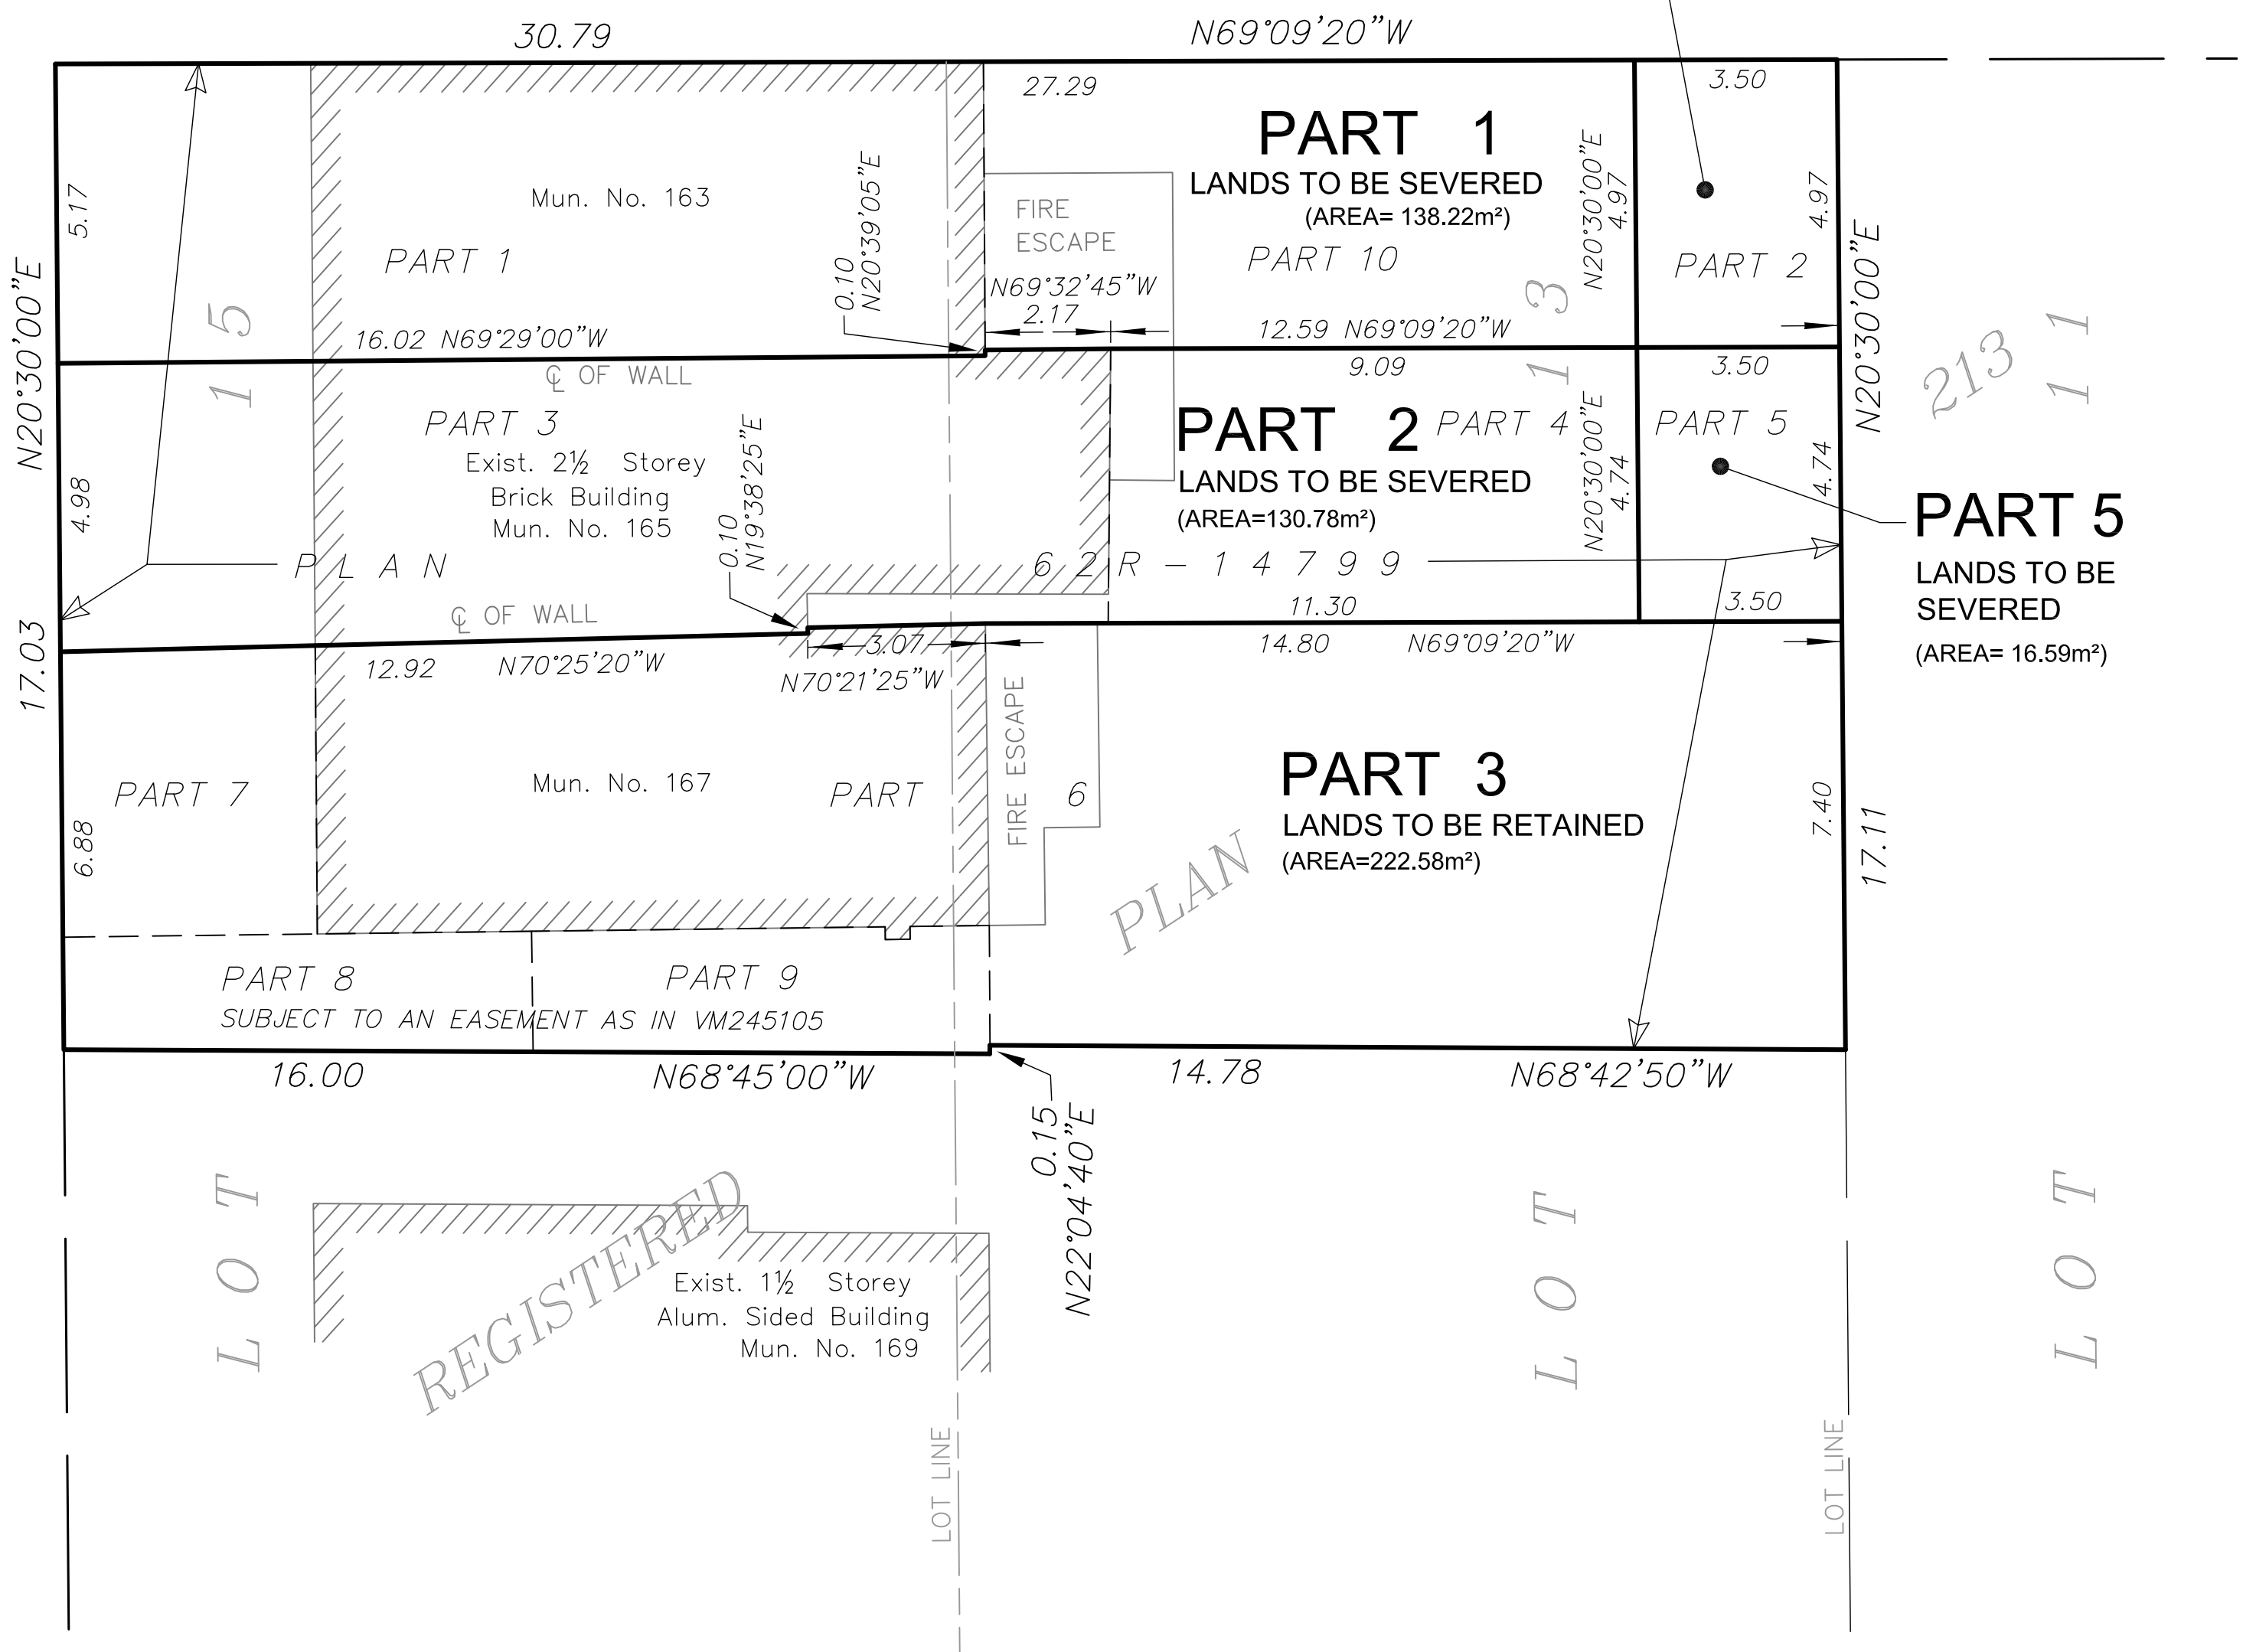 30.79
N69°09'20"W
27.29
3.50
PART 1
LANDS TO BE SEVERED
(AREA= 138.22m²)
5.17
Mun. No. 163
PART 1
FIRE
ESCAPE
PART 10
PART 2
N20°30'00"E
4.97
4.97
0.10
N20°39'05"E
N69°32'45"W
2.17
16.02 N69°29'00"W
12.59 N69°09'20"W
N20°30'00"E
N20°30'00"E
15
13
213
11
℄ OF WALL
9.09
3.50
PART 3
Exist. 2½ Storey
Brick Building
Mun. No. 165
PART 2
PART 4
PART 5
LANDS TO BE SEVERED
(AREA=130.78m²)
N20°30'00"E
4.74
4.74
4.98
0.10
N19°38'25"E
PART 5
LANDS TO BE
SEVERED
(AREA= 16.59m²)
PLAN
62R-14799
℄ OF WALL
11.30
3.50
17.03
12.92 N70°25'20"W
3.07
N70°21'25"W
14.80 N69°09'20"W
PART 7
Mun. No. 167
PART 6
FIRE ESCAPE
PART 3
LANDS TO BE RETAINED
(AREA=222.58m²)
6.88
7.40
17.11
PLAN
PART 8
PART 9
SUBJECT TO AN EASEMENT AS IN VM245105
16.00
N68°45'00"W
14.78
N68°42'50"W
0.15
N22°04'40"E
LOT
REGISTERED
LOT
LOT
Exist. 1½ Storey
Alum. Sided Building
Mun. No. 169
LOT LINE
LOT LINE